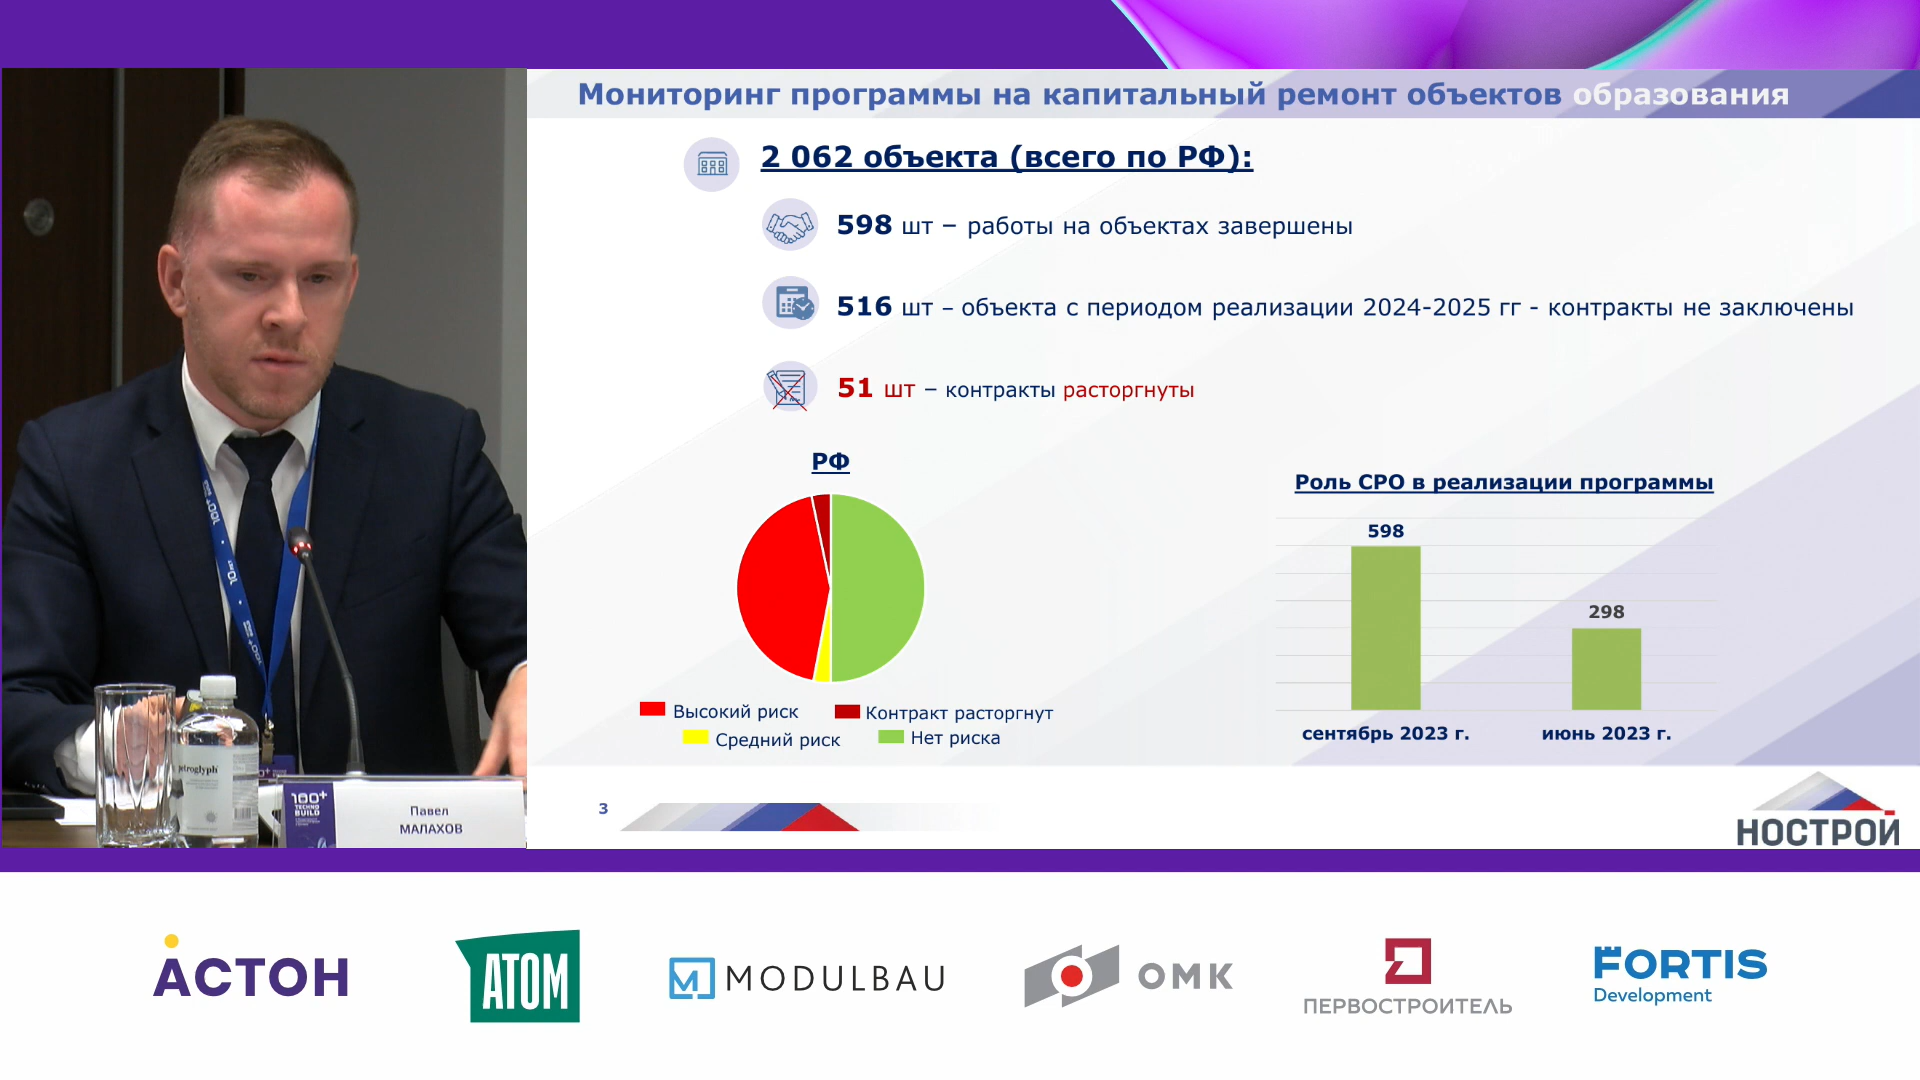 Мониторинг программы на капитальный ремонт объектов образования
2 062 объекта (всего по РФ):
598 шт – работы на объектах завершены
516 шт – объекта с периодом реализации 2024-2025 гг - контракты не заключены
51 шт – контракты расторгнуты
РФ
Высокий риск
Контракт расторгнут
Средний риск
Нет риска
Роль СРО в реализации программы
598
298
сентябрь 2023 г.
июнь 2023 г.
3
НОСТРОЙ
100+
TECHNO
BUILD
Павел
МАЛАХОВ
АСТОН
АТОМ
MODULBAU
ОМК
ПЕРВОСТРОИТЕЛЬ
FORTIS
Development